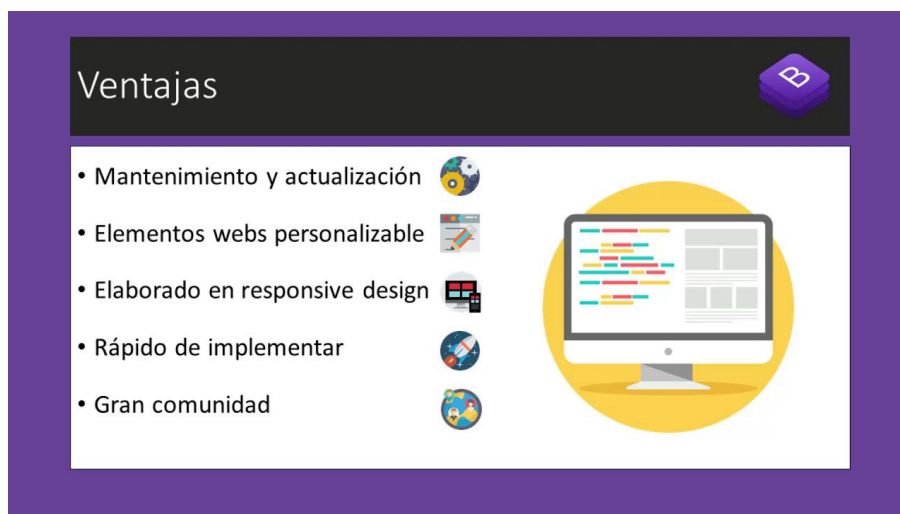 Ventajas
B
• Mantenimiento y actualización
• Elementos webs personalizable
• Elaborado en responsive design
• Rápido de implementar
• Gran comunidad